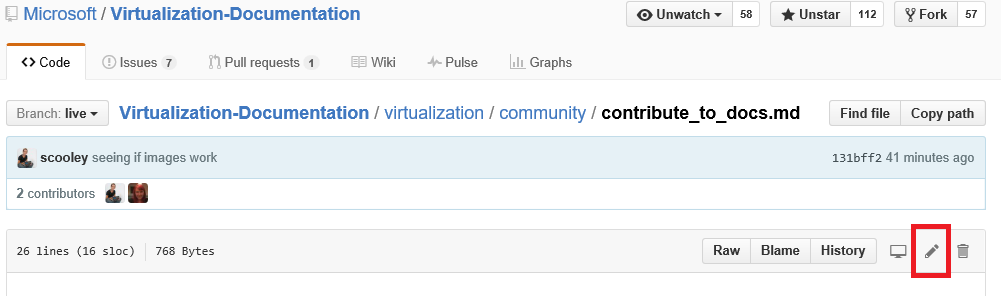 Microsoft / Virtualization-Documentation Unwatch 58 Unstar 112 Fork 57
Code Issues 7 Pull requests 1 Wiki Pulse Graphs
Branch: live Virtualization-Documentation / virtualization / community / contribute_to_docs.md Find file Copy path
scooley seeing if images work 131bff2 41 minutes ago
2 contributors
26 lines (16 sloc) 768 Bytes Raw Blame History